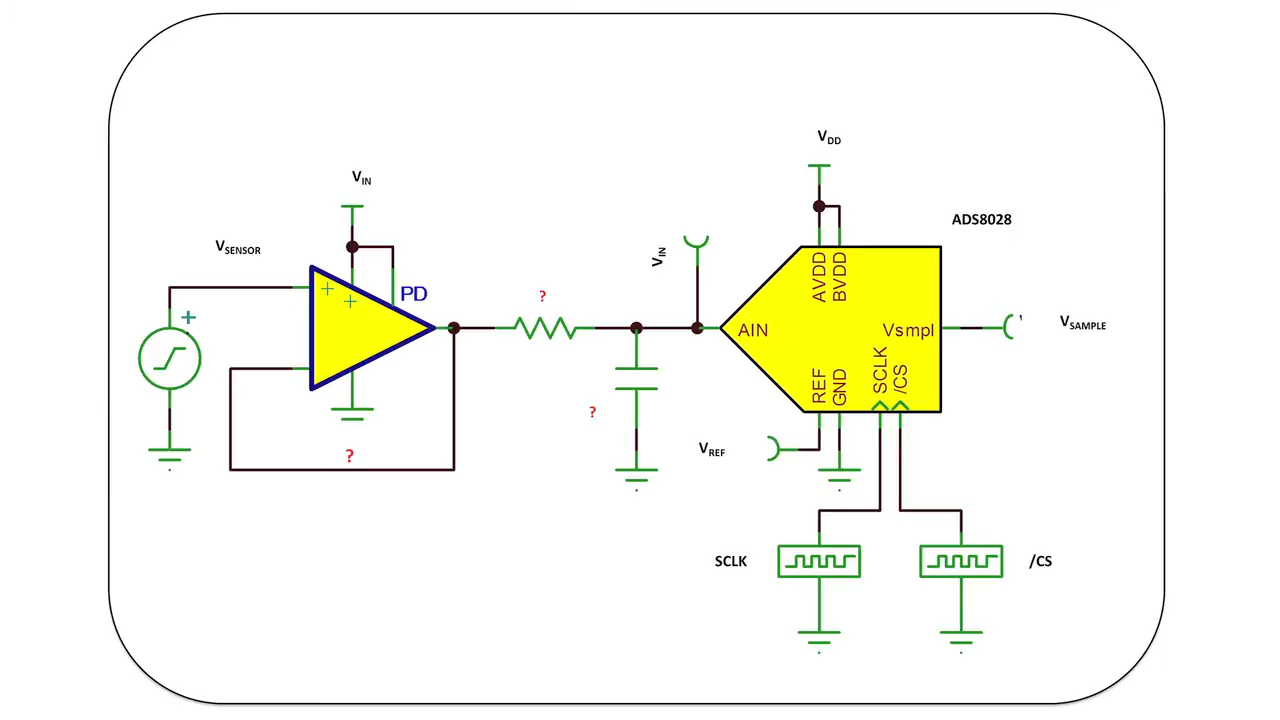 VDD
VIN
ADS8028
VSENSOR
VIN
AVDD
BVDD
PD
?
AIN
Vsmpl
VSAMPLE
REF
GND
SCLK
/CS
?
?
VREF
SCLK
/CS